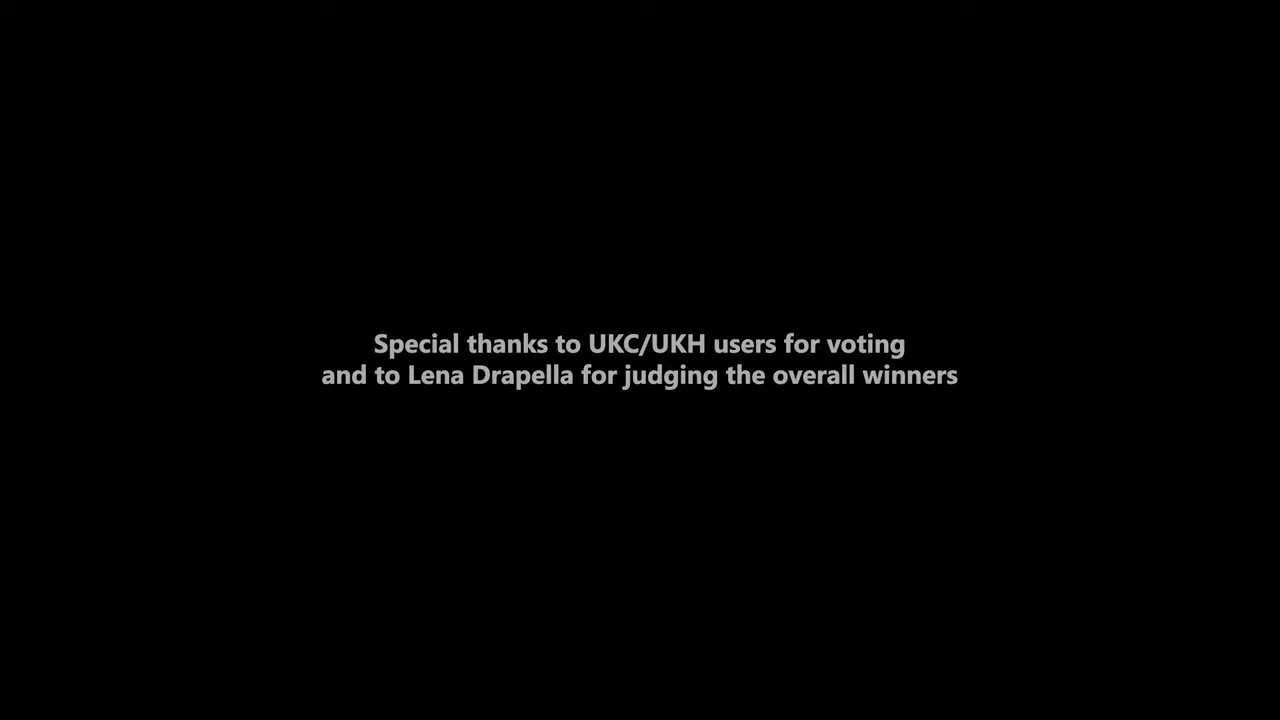 Special thanks to UKC/UKH users for voting
and to Lena Drapella for judging the overall winners